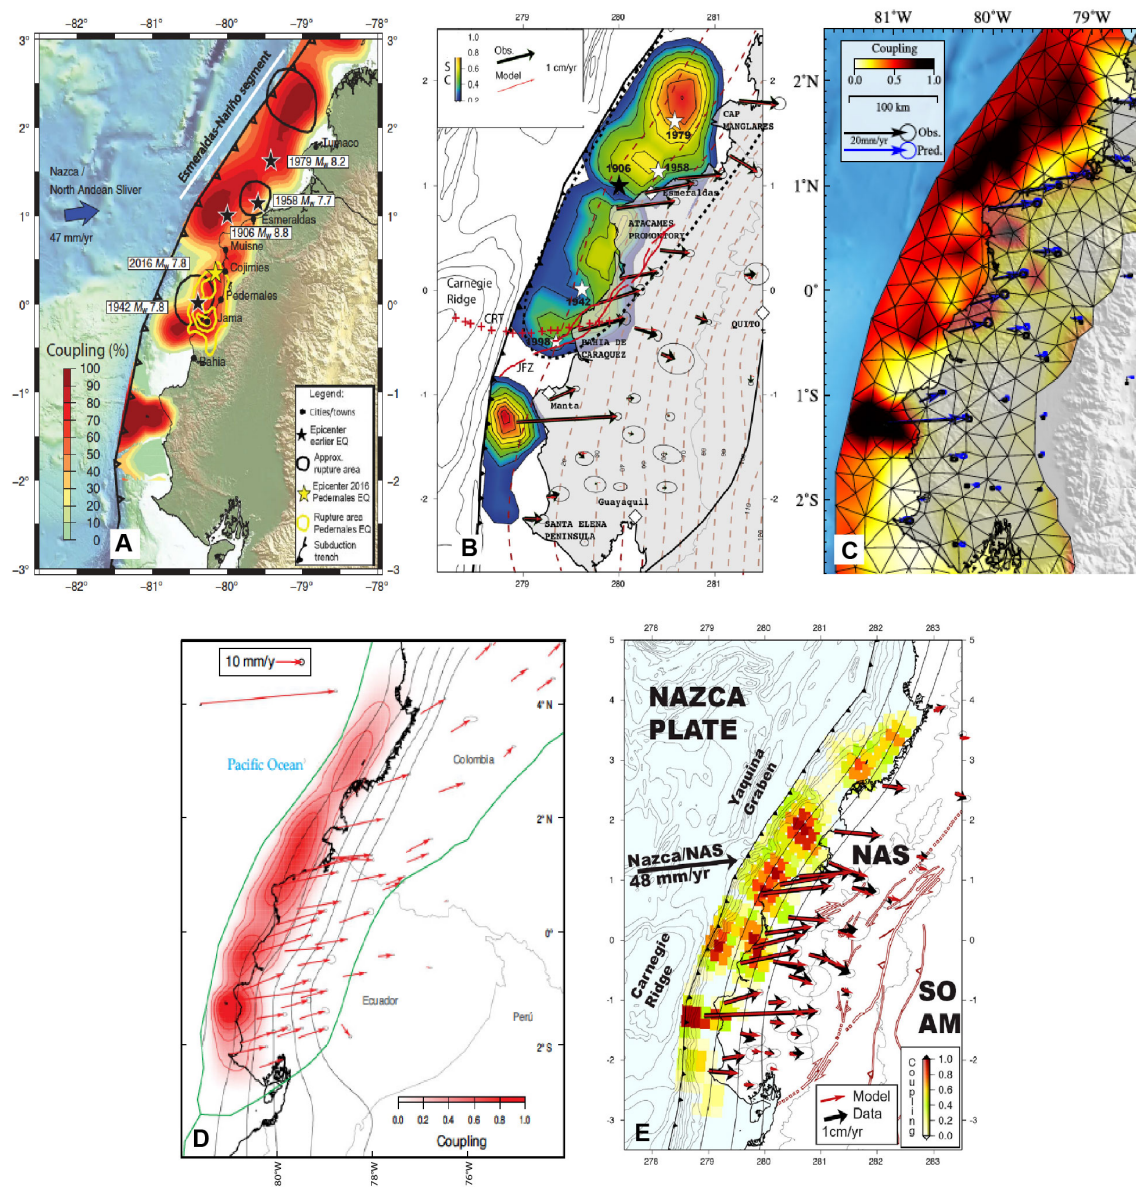 −82°
−81°
−80°
−79°
−78°
3°
2°
1°
0°
−1°
−2°
−3°
Esmeraldas-Nariño segment
Nazca /
North Andean Sliver
47 mm/yr
Tumaco
1979 Mw 8.2
1958 Mw 7.7
Esmeraldas
1906 Mw 8.8
Muisne
2016 Mw 7.8
Cojimies
1942 Mw 7.8
Pedernales
Jama
Bahia
Coupling (%)
100
90
80
70
60
50
40
30
20
10
0
Legend:
Cities/towns
Epicenter
earlier EQ
Approx.
rupture area
Epicenter 2016
Pedernales EQ
Rupture area
Pedernales EQ
Subduction
trench
A
−82°
−81°
−80°
−79°
−78°
279
280
281
S
C
1.0
0.8
0.6
0.4
0.2
Obs.
Model
1 cm/yr
2
1
0
-1
-2
CAP
MANGLARES
1979
1958
1906
Esmeraldas
ATACAMES
PROMONTORY
Carnegie
Ridge
1942
CRT
1998
QUITO
BAHIA DE
CARAQUEZ
JFZ
Manta
Guayaquil
SANTA ELENA
PENINSULA
B
279
280
281
81°W
80°W
79°W
2°N
1°N
0°
1°S
2°S
Coupling
0.0
0.5
1.0
100 km
Obs.
20mm/yr
Pred.
C
10 mm/y
4°N
2°N
0°
2°S
Pacific Ocean
Colombia
Ecuador
Perú
0.0
0.2
0.4
0.6
0.8
1.0
Coupling
D
80°W
78°W
76°W
278
279
280
281
282
283
5
4
3
2
1
0
-1
-2
-3
NAZCA
PLATE
Yaquina
Graben
Nazca/NAS
48 mm/yr
NAS
Carnegie
Ridge
SO
AM
Coupling
1.0
0.8
0.6
0.4
0.2
0.0
Model
Data
1cm/yr
E
278
279
280
281
282
283